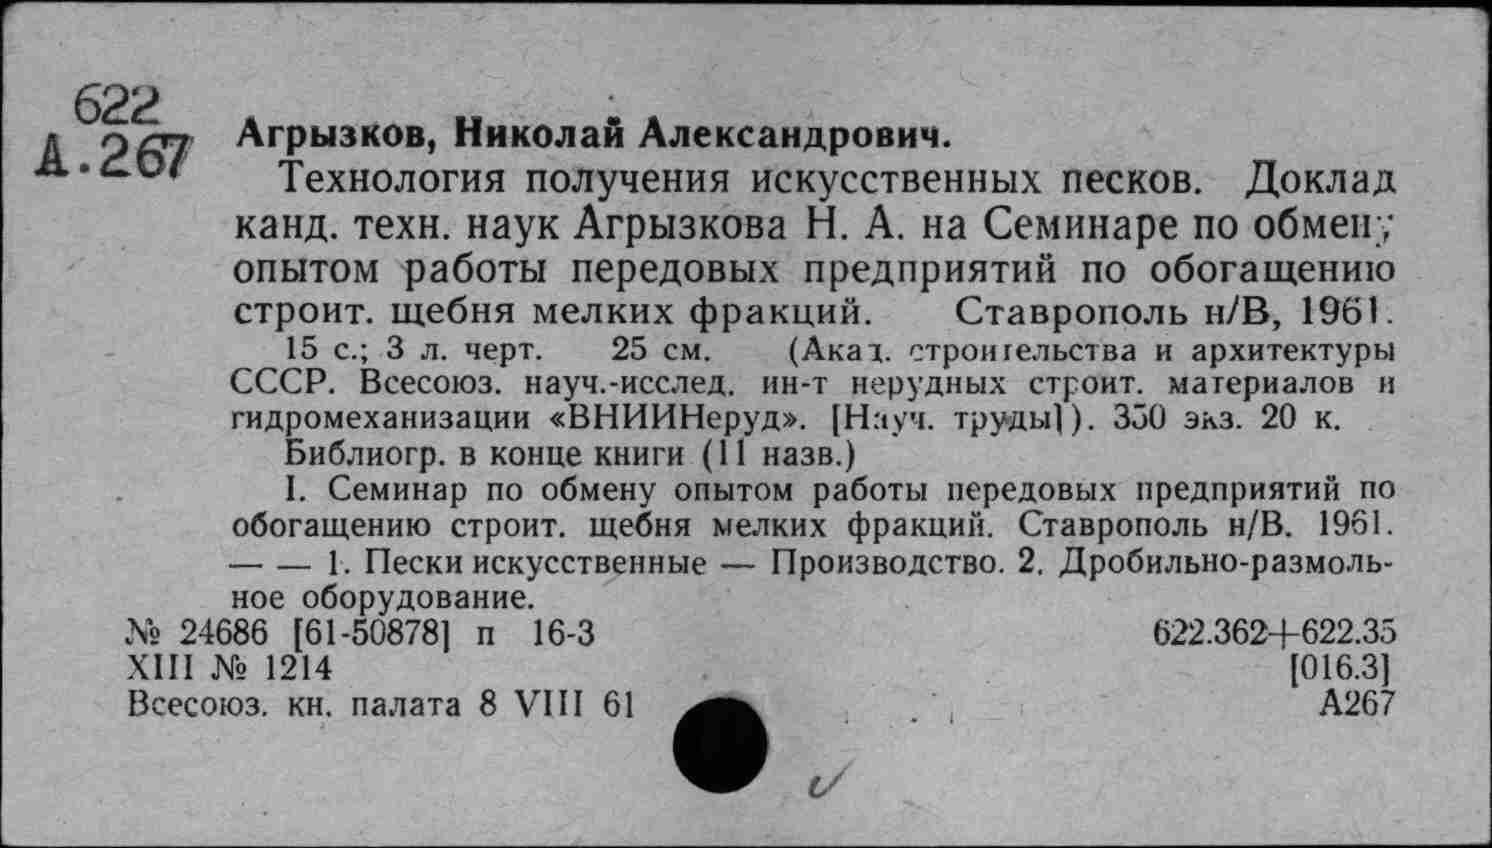 622
А.267
Агрызков, Николай Александрович.
Технология получения искусственных песков. Доклад
канд. техн. наук Агрызкова Н. А. на Семинаре по обмену
опытом работы передовых предприятий по обогащению
строит. щебня мелких фракций. Ставрополь н/В, 1961.
15 с.; 3 л. черт. 25 см. (Акад. строительства и архитектуры
СССР. Всесоюз. науч.-исслед. ин-т нерудных строит. материалов и
гидромеханизации «ВНИИНеруд». [Науч. труды]). 350 экз. 20 к.
Библиогр. в конце книги (11 назв.)
I. Семинар по обмену опытом работы передовых предприятий по
обогащению строит. щебня мелких фракций. Ставрополь н/В. 1961.
— — 1. Пески искусственные — Производство. 2. Дробильно-размоль-
ное оборудование.
№ 24686 [61-50878] п 16-3 622.362+622.35
XIII № 1214 [016.3]
Всесоюз. кн. палата 8 VIII 61 А267